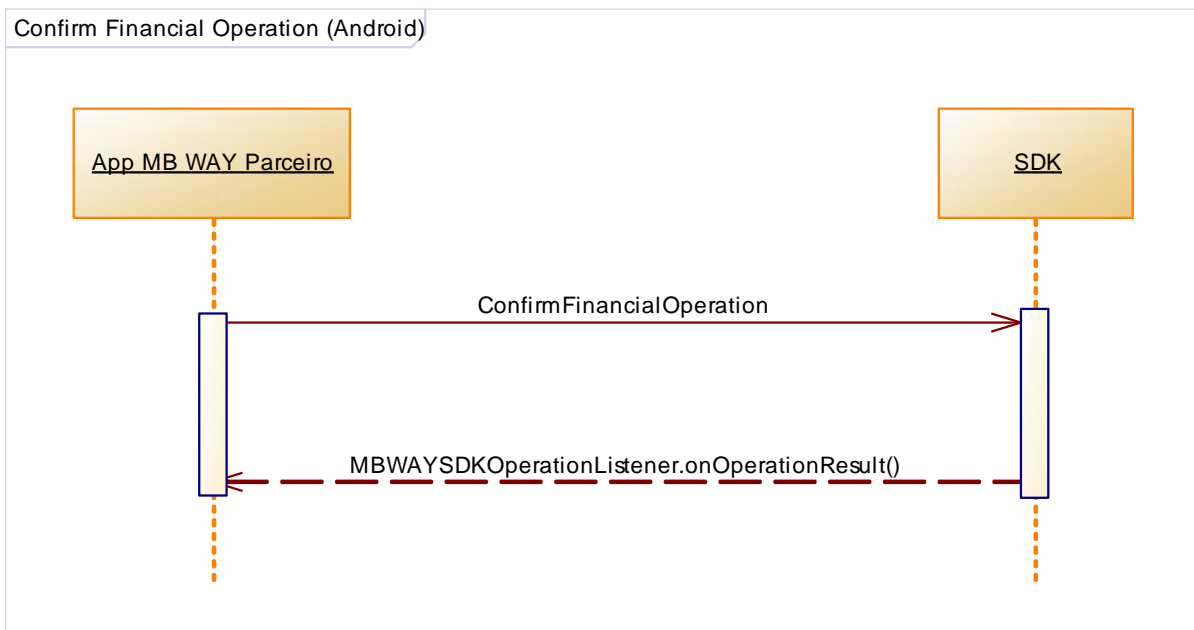 Confirm Financial Operation (Android)
App MB WAY Parceiro
SDK
ConfirmFinancialOperation
MBWAYSDKOperationListener.onOperationResult()